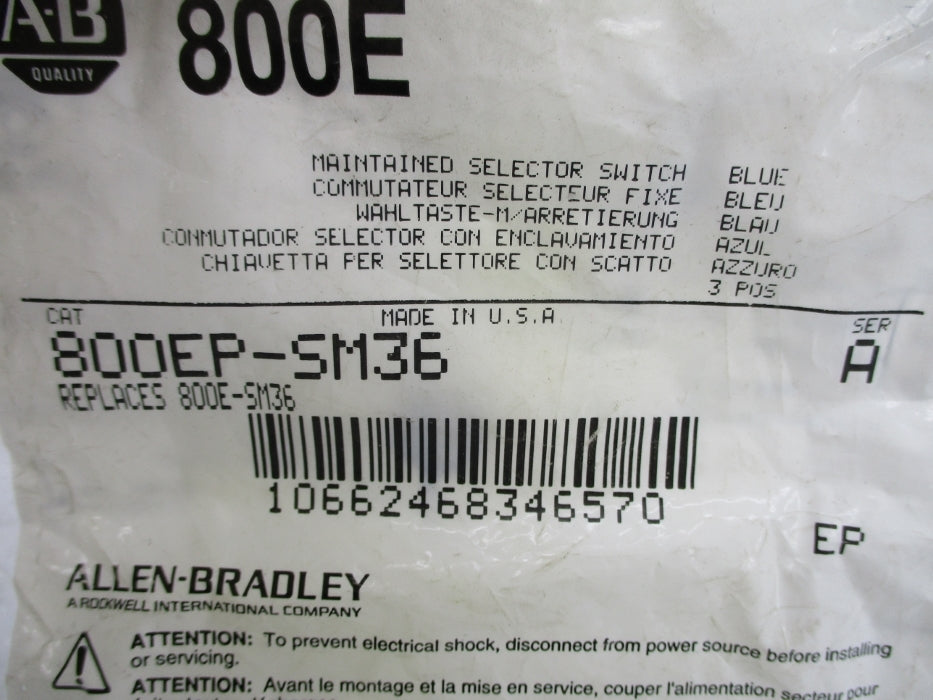 A-B
QUALITY
800E
MAINTAINED SELECTOR SWITCH BLUE
COMMUTATEUR SELECTEUR FIXE BLEU
WAHLTASTE-M/ARRETIERUNG BLAU
CONMUTADOR SELECTOR CON ENCLAVAMIENTO AZUL
CHIAVETTA PER SELETTORE CON SCATTO AZZURO
3 POS
CAT MADE IN U.S.A SER
800EP-SM36 A
REPLACES 800E-SM36
10662468346570
EP
ALLEN-BRADLEY
A ROCKWELL INTERNATIONAL COMPANY
ATTENTION: To prevent electrical shock, disconnect from power source before installing
or servicing.
ATTENTION: Avant le montage et la mise en service, couper l'alimentation secteur pour